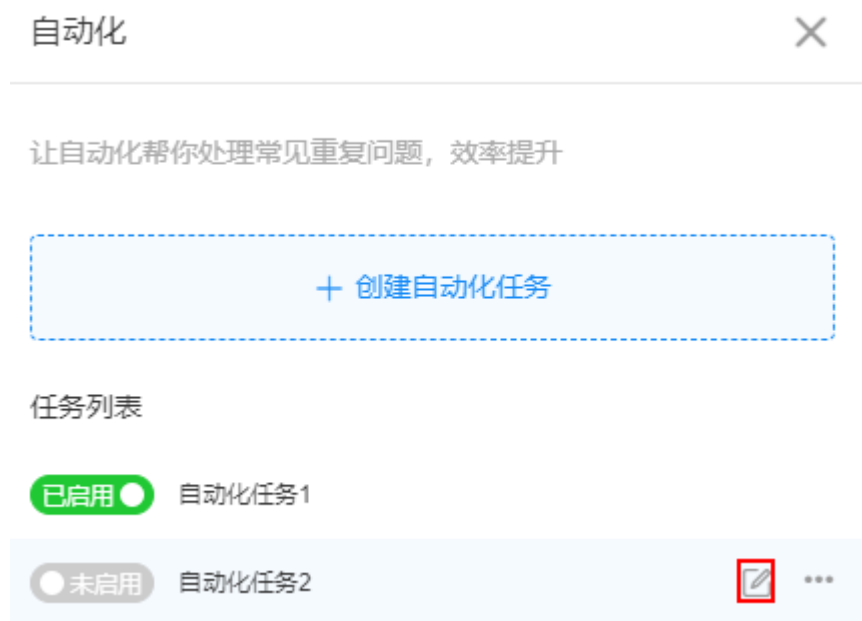 自动化
让自动化帮你处理常见重复问题，效率提升
+ 创建自动化任务
任务列表
已启用 自动化任务1
未启用 自动化任务2